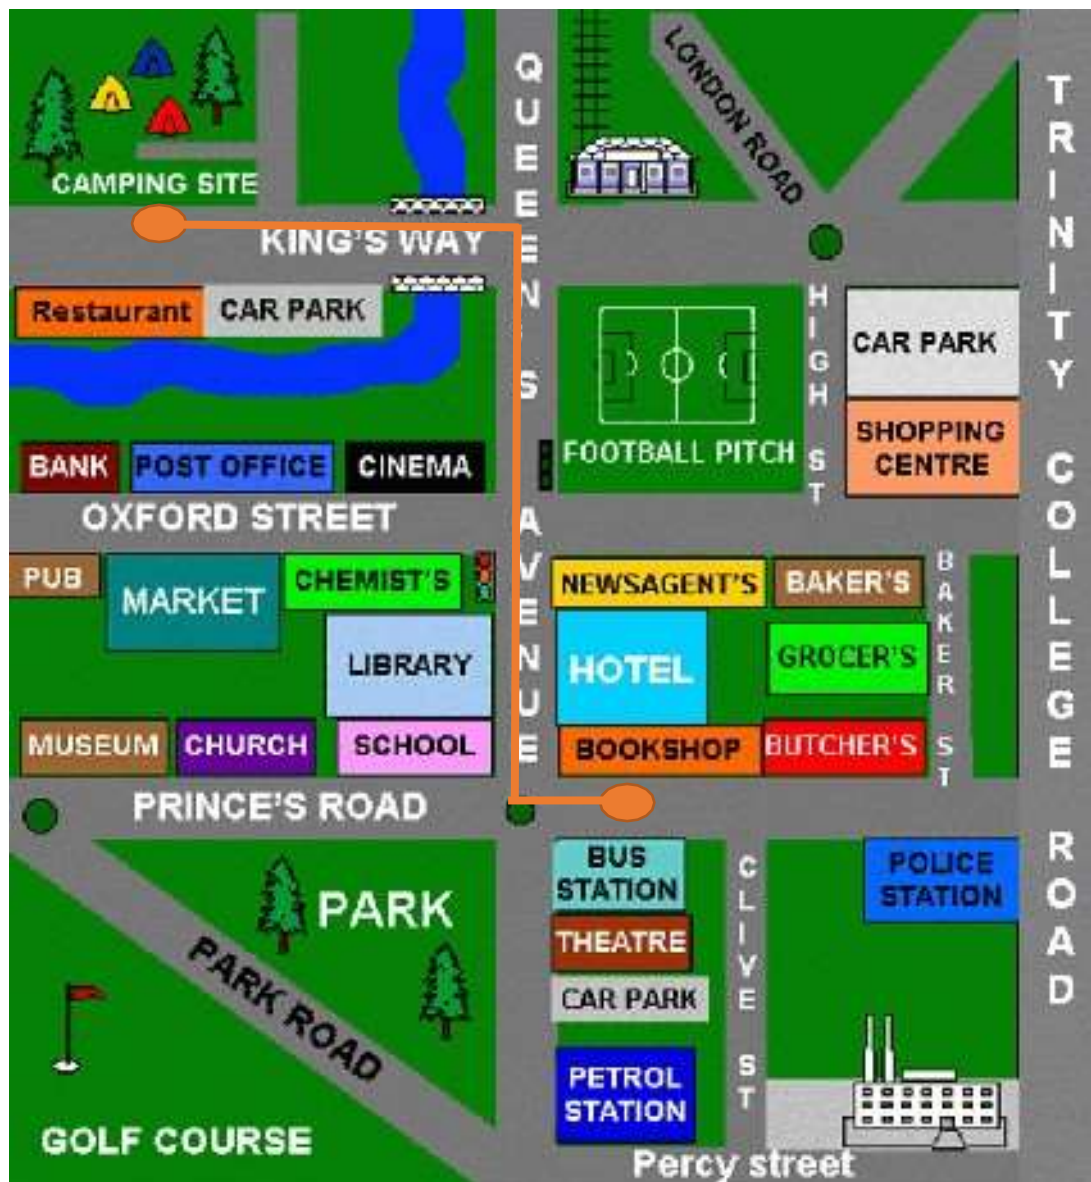 LONDON ROAD
CAMPING SITE
KING'S WAY
QUEEN'S AVENUE
TRINITY COLLEGE ROAD
Restaurant
CAR PARK
HIGH ST
CAR PARK
FOOTBALL PITCH
SHOPPING
CENTRE
BANK
POST OFFICE
CINEMA
OXFORD STREET
PUB
MARKET
CHEMIST'S
NEWSAGENT'S
BAKER'S
BAKER ST
LIBRARY
HOTEL
GROCER'S
MUSEUM
CHURCH
SCHOOL
BOOKSHOP
BUTCHER'S
PRINCE'S ROAD
BUS
STATION
CLIVE ST
POLICE
STATION
PARK
THEATRE
PARK ROAD
CAR PARK
PETROL
STATION
GOLF COURSE
Percy street